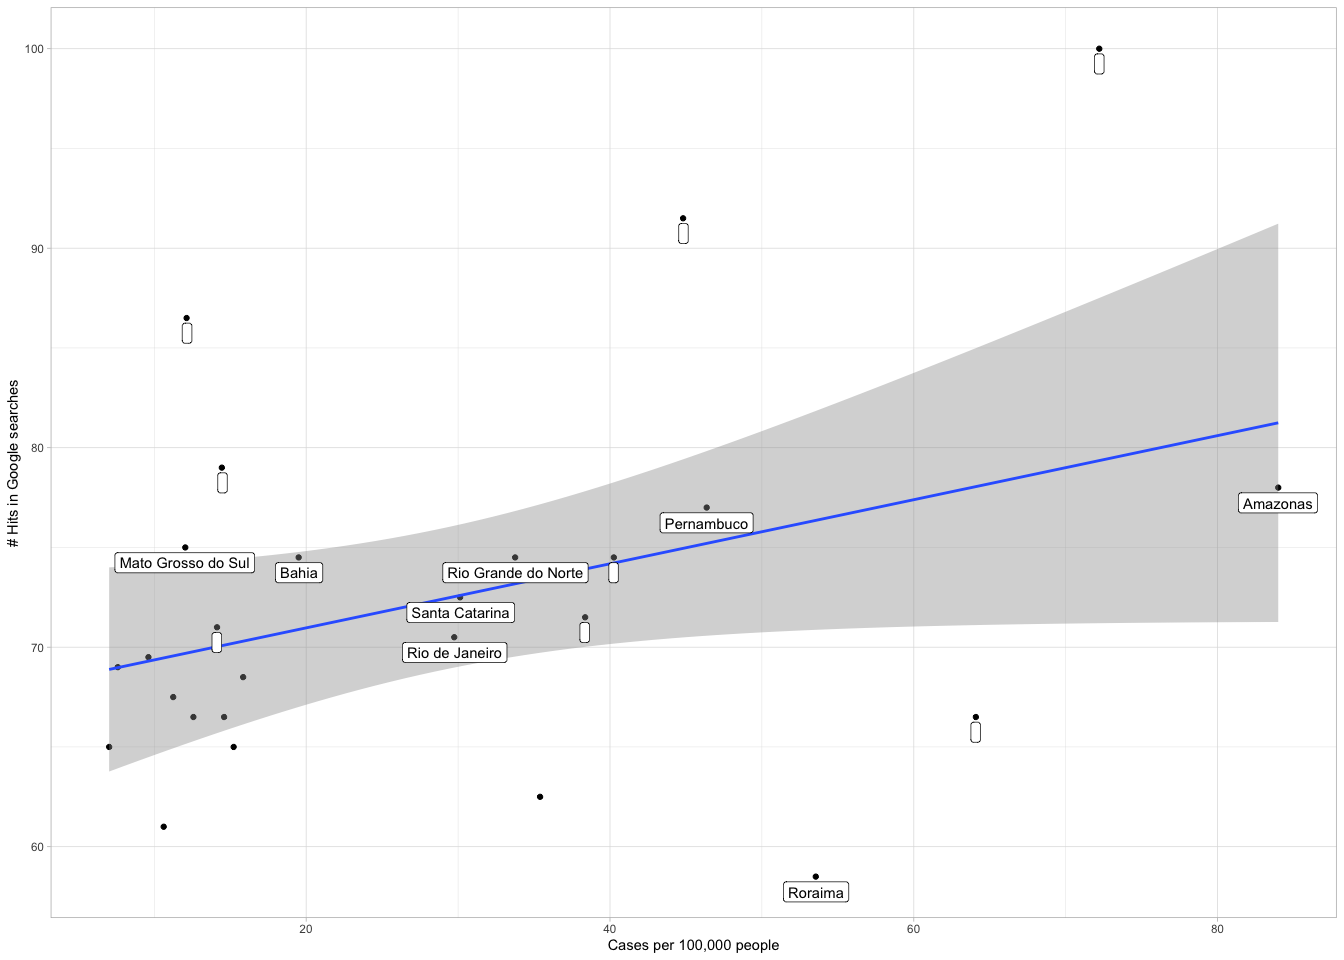 100
90
80
70
60
# Hits in Google searches
Mato Grosso do Sul
Bahia
Rio Grande do Norte
Pernambuco
Amazonas
Santa Catarina
Rio de Janeiro
Roraima
20
40
60
80
Cases per 100,000 people